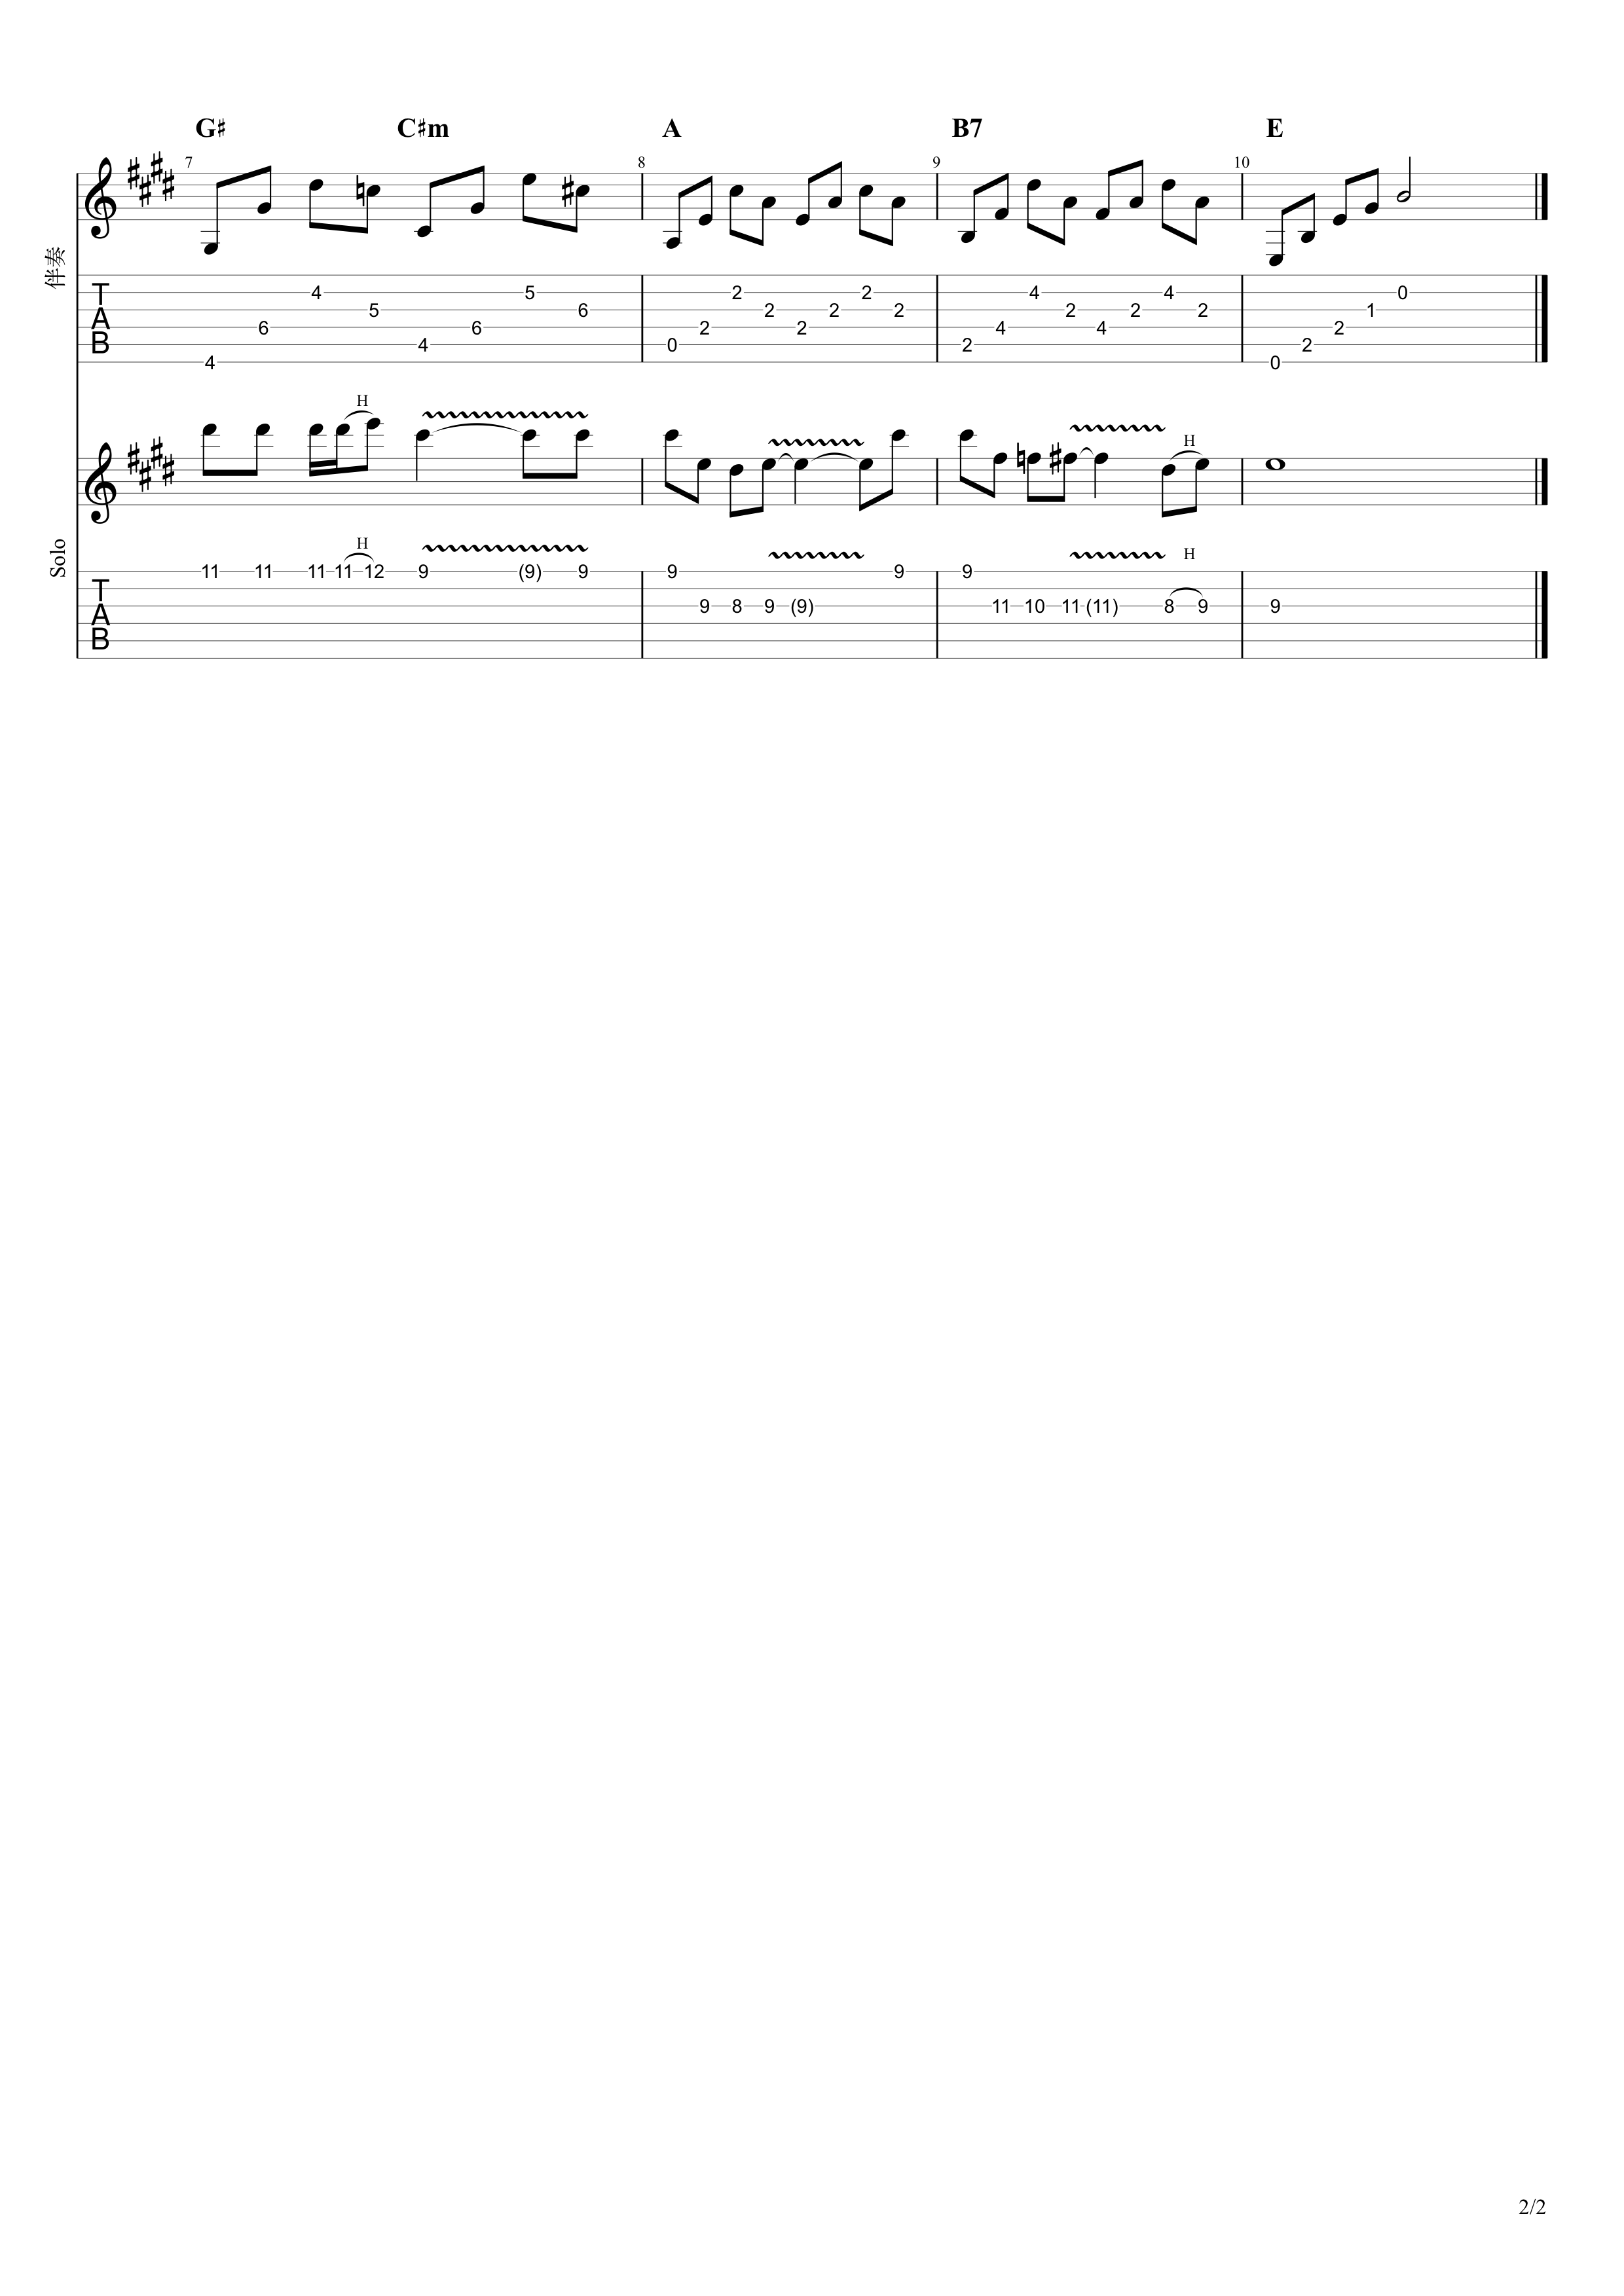 G♯ C♯m A B7 E
7 8 9 10
伴奏
T 4 5 2 2 4 4 0
5 6 2 2 2 2 2 2 1
A 6 6 2 2 4 4 2
B 4 0 2 2
4 0
H
H
Solo
H H
11 11 11 11 12 9 (9) 9 9 9 9
T
A 9 8 9 (9) 11 10 11 (11) 8 9 9
B
2/2